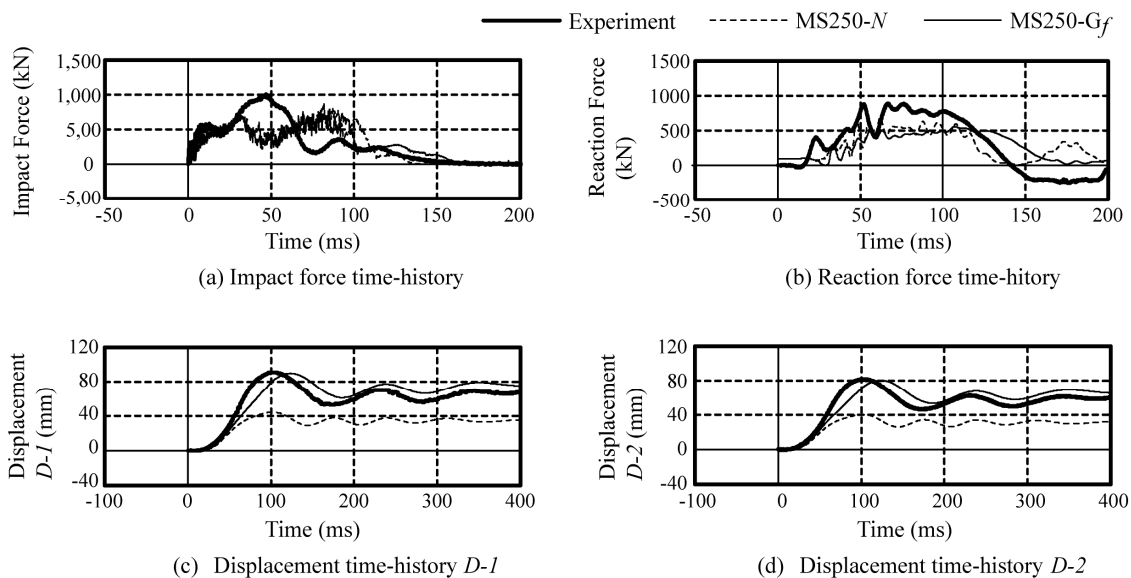 Experiment MS250-N MS250-Gf
1,500
1,000
5,00
0
-5,00
Impact Force (kN)
-50 0 50 100 150 200
Time (ms)
(a) Impact force time-history
1500
1000
500
0
-500
Reaction Force
(kN)
-50 0 50 100 150 200
Time (ms)
(b) Reaction force time-hitory
120
80
40
0
-40
Displacement
D-1 (mm)
-100 0 100 200 300 400
Time (ms)
(c) Displacement time-history D-1
120
80
40
0
-40
Displacement
D-2 (mm)
-100 0 100 200 300 400
Time (ms)
(d) Displacement time-history D-2